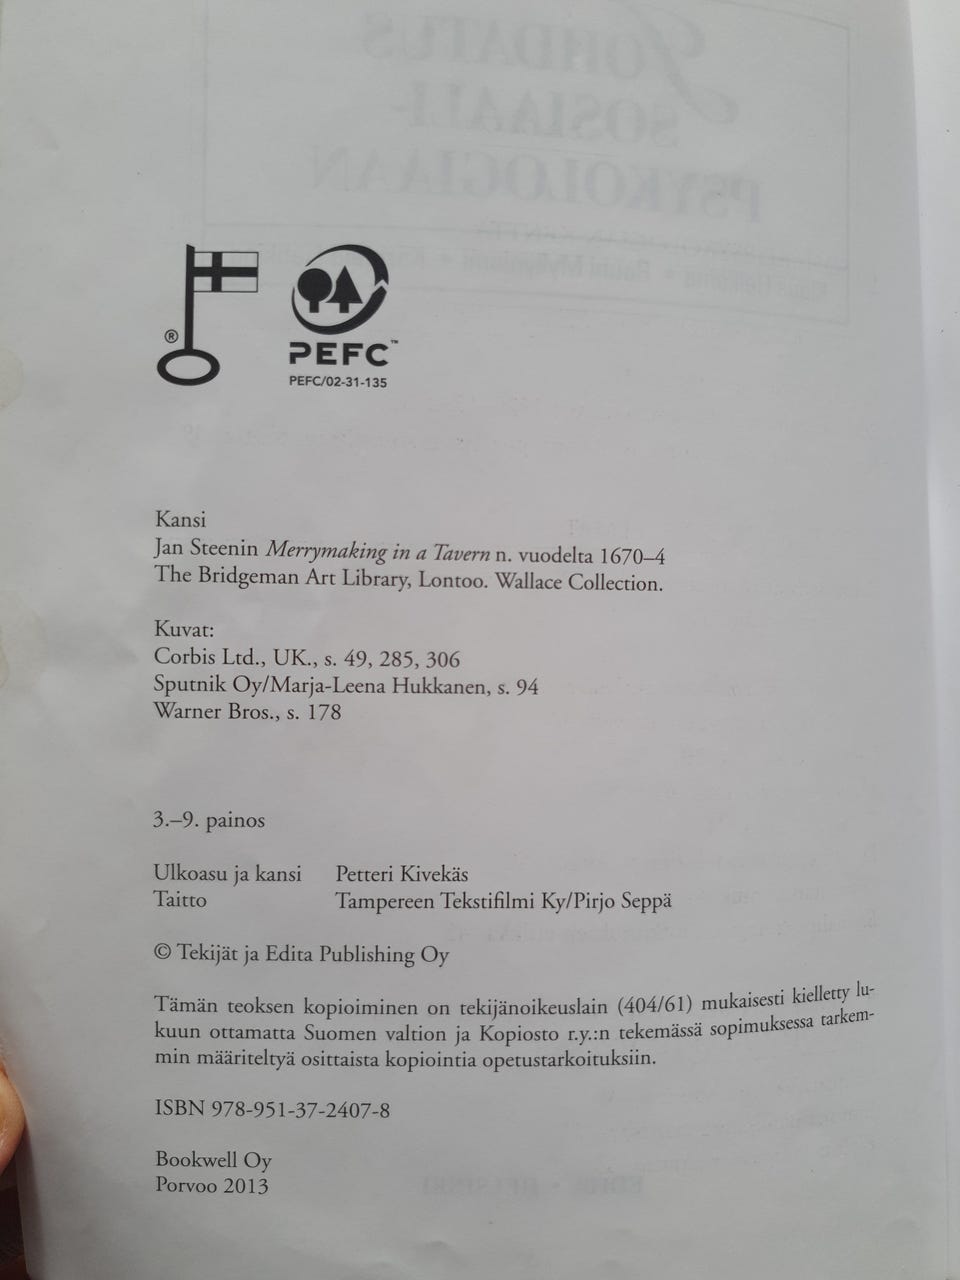 ®
PEFC™
PEFC/02-31-135
Kansi
Jan Steenin Merrymaking in a Tavern n. vuodelta 1670–4
The Bridgeman Art Library, Lontoo. Wallace Collection.
Kuvat:
Corbis Ltd., UK., s. 49, 285, 306
Sputnik Oy/Marja-Leena Hukkanen, s. 94
Warner Bros., s. 178
3.–9. painos
Ulkoasu ja kansi Petteri Kivekäs
Taitto Tampereen Tekstifilmi Ky/Pirjo Seppä
© Tekijät ja Edita Publishing Oy
Tämän teoksen kopioiminen on tekijänoikeuslain (404/61) mukaisesti kielletty lu-
kuun ottamatta Suomen valtion ja Kopiosto r.y.:n tekemässä sopimuksessa tarkem-
min määriteltyä osittaista kopiointia opetustarkoituksiin.
ISBN 978-951-37-2407-8
Bookwell Oy
Porvoo 2013